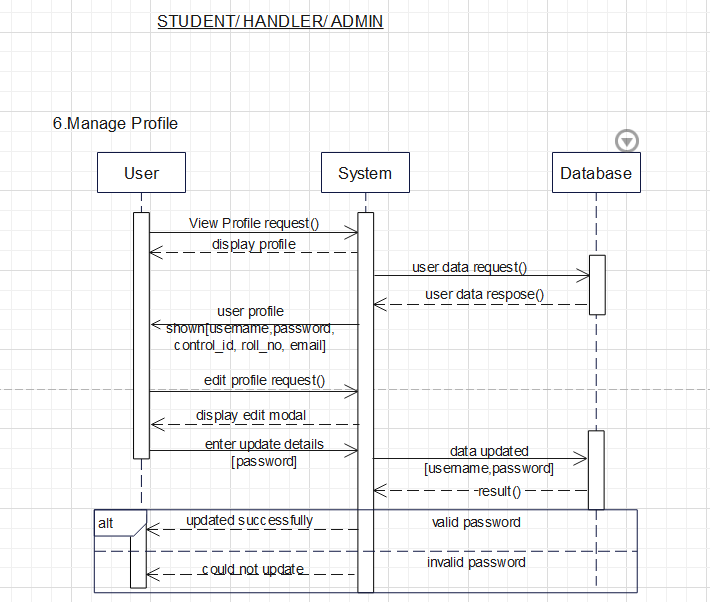 STUDENT/HANDLER/ADMIN
6.Manage Profile
User
System
Database
View Profile request()
display profile
user data request()
user data respose()
user profile
shown[username,password,
control_id, roll_no, email]
edit profile request()
display edit modal
enter update details
[password]
data updated
[username,password]
result()
alt
updated successfully
valid password
invalid password
could not update